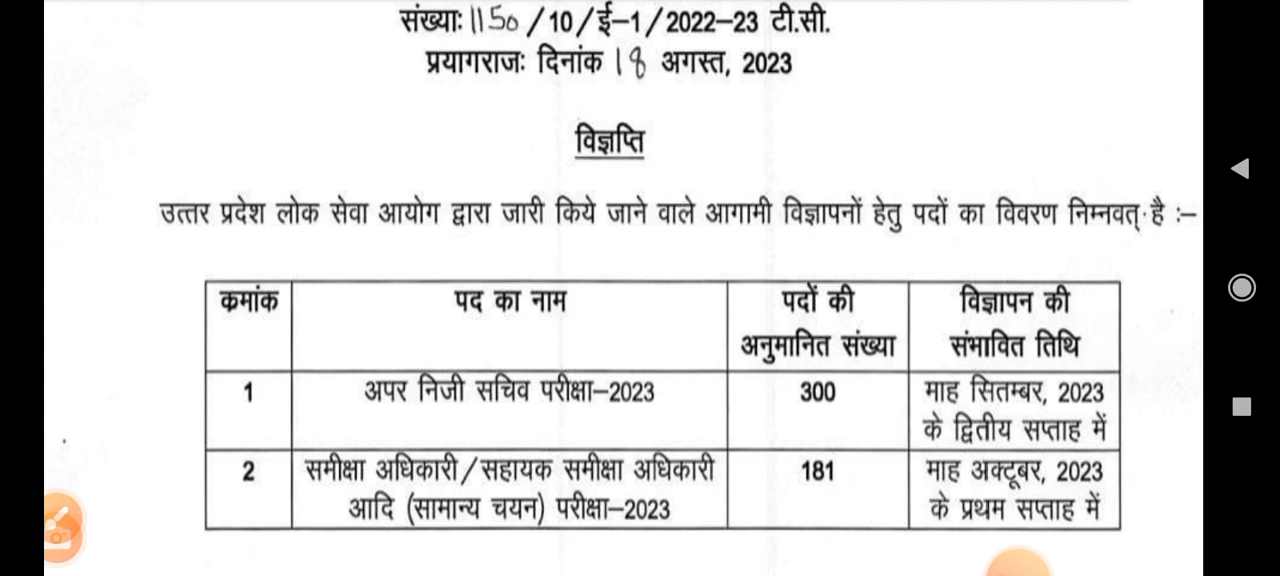 संख्याः 1150 / 10 / ई–1 / 2022–23 टी.सी.
प्रयागराजः दिनांक 18 अगस्त, 2023
विज्ञप्ति
उत्तर प्रदेश लोक सेवा आयोग द्वारा जारी किये जाने वाले आगामी विज्ञापनों हेतु पदों का विवरण निम्नवत् है :–
क्रमांक पद का नाम पदों की अनुमानित संख्या विज्ञापन की संभावित तिथि
1 अपर निजी सचिव परीक्षा–2023 300 माह सितम्बर, 2023 के द्वितीय सप्ताह में
2 समीक्षा अधिकारी / सहायक समीक्षा अधिकारी आदि (सामान्य चयन) परीक्षा–2023 181 माह अक्टूबर, 2023 के प्रथम सप्ताह में